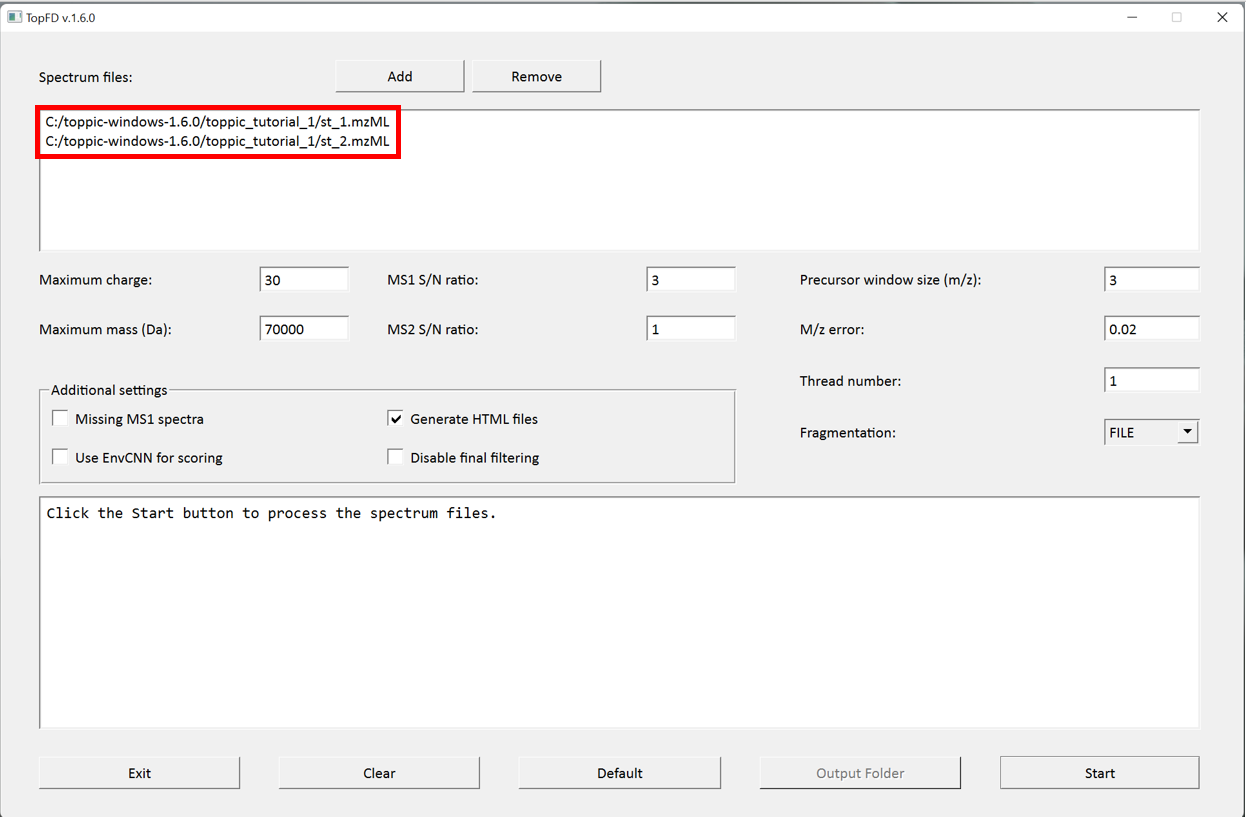 TopFD v.1.6.0
Spectrum files:
Add
Remove
C:/toppic-windows-1.6.0/toppic_tutorial_1/st_1.mzML
C:/toppic-windows-1.6.0/toppic_tutorial_1/st_2.mzML
Maximum charge: 30 MS1 S/N ratio: 3 Precursor window size (m/z): 3
Maximum mass (Da): 70000 MS2 S/N ratio: 1 M/z error: 0.02
Thread number: 1
Additional settings
Missing MS1 spectra Generate HTML files
Fragmentation: FILE
Use EnvCNN for scoring Disable final filtering
Click the Start button to process the spectrum files.
Exit Clear Default Output Folder Start